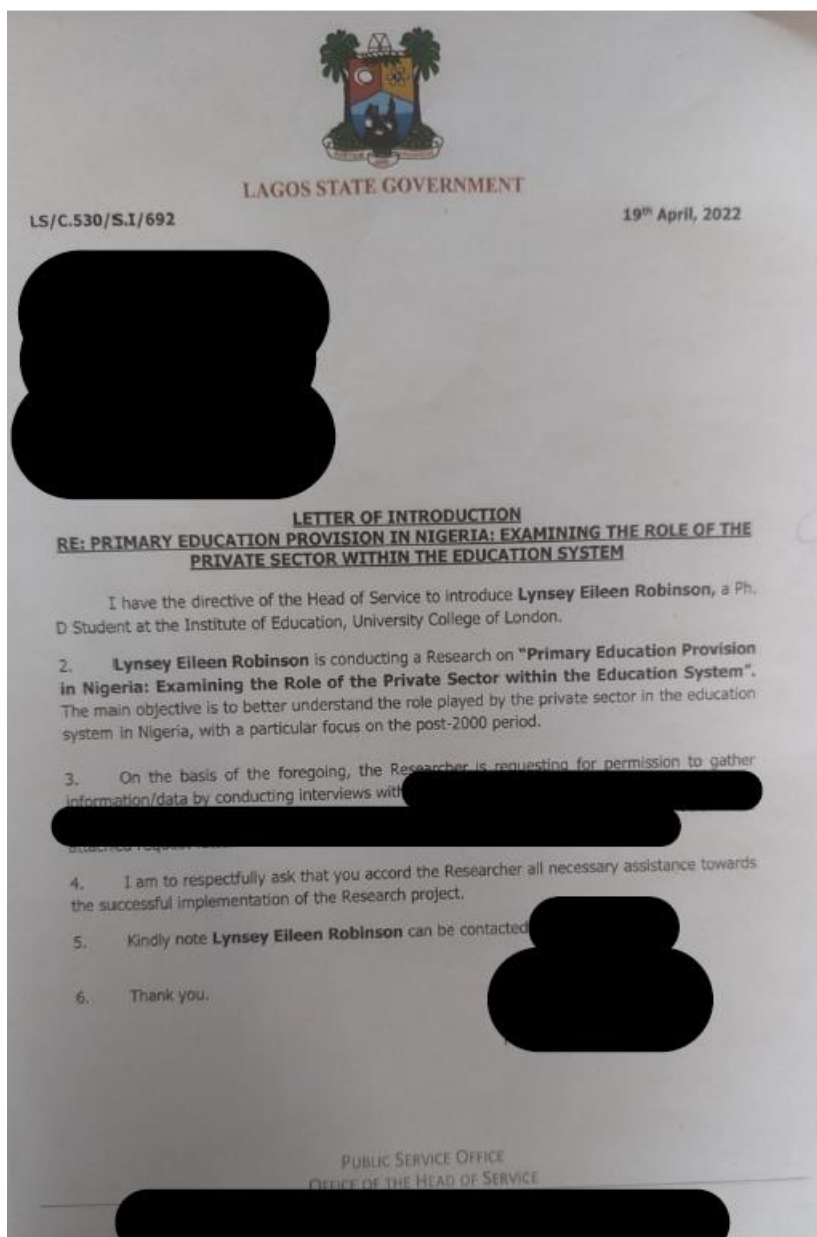 LAGOS STATE GOVERNMENT
LS/C.530/S.I/692
19th April, 2022
LETTER OF INTRODUCTION
RE: PRIMARY EDUCATION PROVISION IN NIGERIA: EXAMINING THE ROLE OF THE
PRIVATE SECTOR WITHIN THE EDUCATION SYSTEM
I have the directive of the Head of Service to introduce Lynsey Eileen Robinson, a Ph.
D Student at the Institute of Education, University College of London.
2. Lynsey Eileen Robinson is conducting a Research on "Primary Education Provision
in Nigeria: Examining the Role of the Private Sector within the Education System".
The main objective is to better understand the role played by the private sector in the education
system in Nigeria, with a particular focus on the post-2000 period.
3. On the basis of the foregoing, the Researcher is requesting for permission to gather
information/data by conducting interviews with
4. I am to respectfully ask that you accord the Researcher all necessary assistance towards
the successful implementation of the Research project.
5. Kindly note Lynsey Eileen Robinson can be contacted
6. Thank you.
PUBLIC SERVICE OFFICE
OFFICE OF THE HEAD OF SERVICE